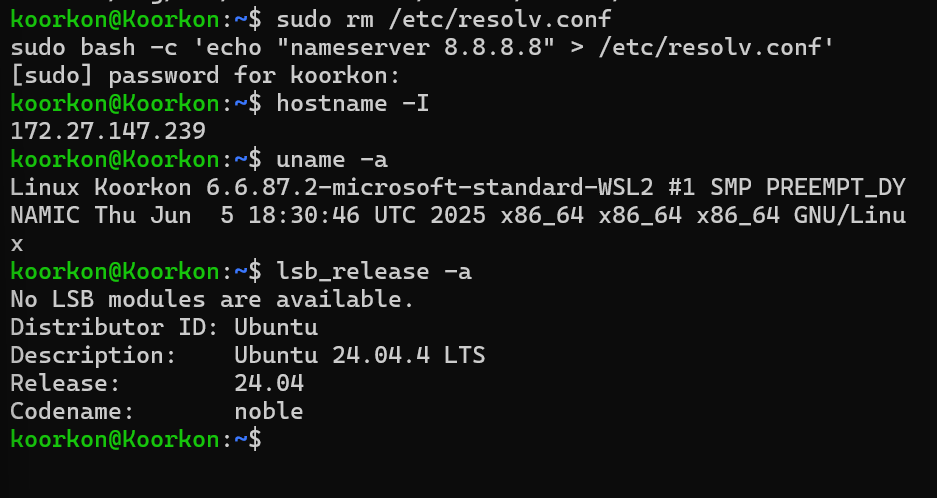 koorkon@Koorkon:~$ sudo rm /etc/resolv.conf
sudo bash -c 'echo "nameserver 8.8.8.8" > /etc/resolv.conf'
[sudo] password for koorkon:
koorkon@Koorkon:~$ hostname -I
172.27.147.239
koorkon@Koorkon:~$ uname -a
Linux Koorkon 6.6.87.2-microsoft-standard-WSL2 #1 SMP PREEMPT_DY
NAMIC Thu Jun  5 18:30:46 UTC 2025 x86_64 x86_64 x86_64 GNU/Linu
x
koorkon@Koorkon:~$ lsb_release -a
No LSB modules are available.
Distributor ID: Ubuntu
Description:    Ubuntu 24.04.4 LTS
Release:        24.04
Codename:       noble
koorkon@Koorkon:~$